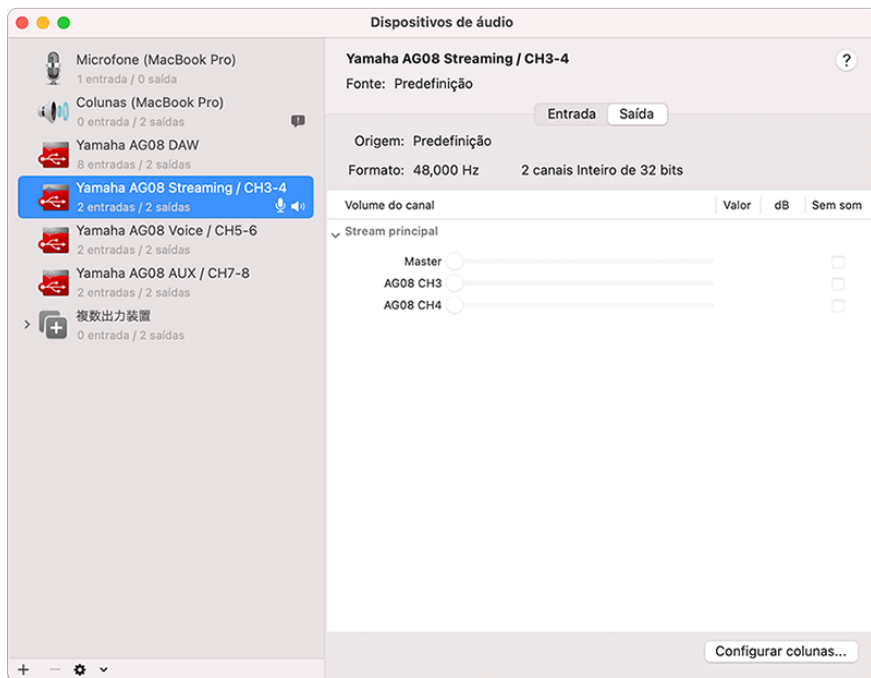 Dispositivos de áudio
Microfone (MacBook Pro)
1 entrada / 0 saída
Colunas (MacBook Pro)
0 entrada / 2 saídas
Yamaha AG08 DAW
8 entradas / 2 saídas
Yamaha AG08 Streaming / CH3-4
2 entradas / 2 saídas
Yamaha AG08 Voice / CH5-6
2 entradas / 2 saídas
Yamaha AG08 AUX / CH7-8
2 entradas / 2 saídas
複数出力装置
0 entrada / 2 saídas
Yamaha AG08 Streaming / CH3-4
?
Fonte: Predefinição
Entrada Saída
Origem: Predefinição
Formato: 48,000 Hz 2 canais Inteiro de 32 bits
Volume do canal Valor dB Sem som
Stream principal
Master
AG08 CH3
AG08 CH4
Configurar colunas...